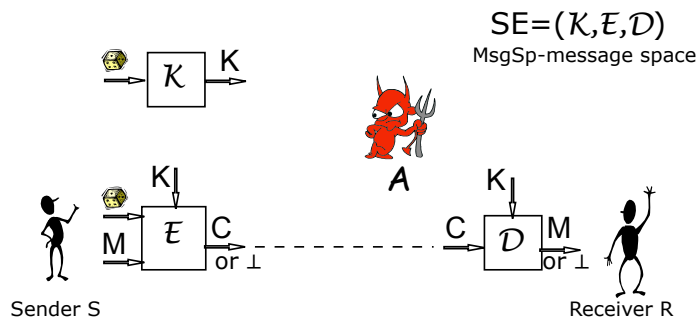 SE=(𝒦,ℰ,𝒟)
MsgSp-message space
𝒦 K
A
K K
M ℰ C C 𝒟 M
or ⊥ or ⊥
Sender S Receiver R